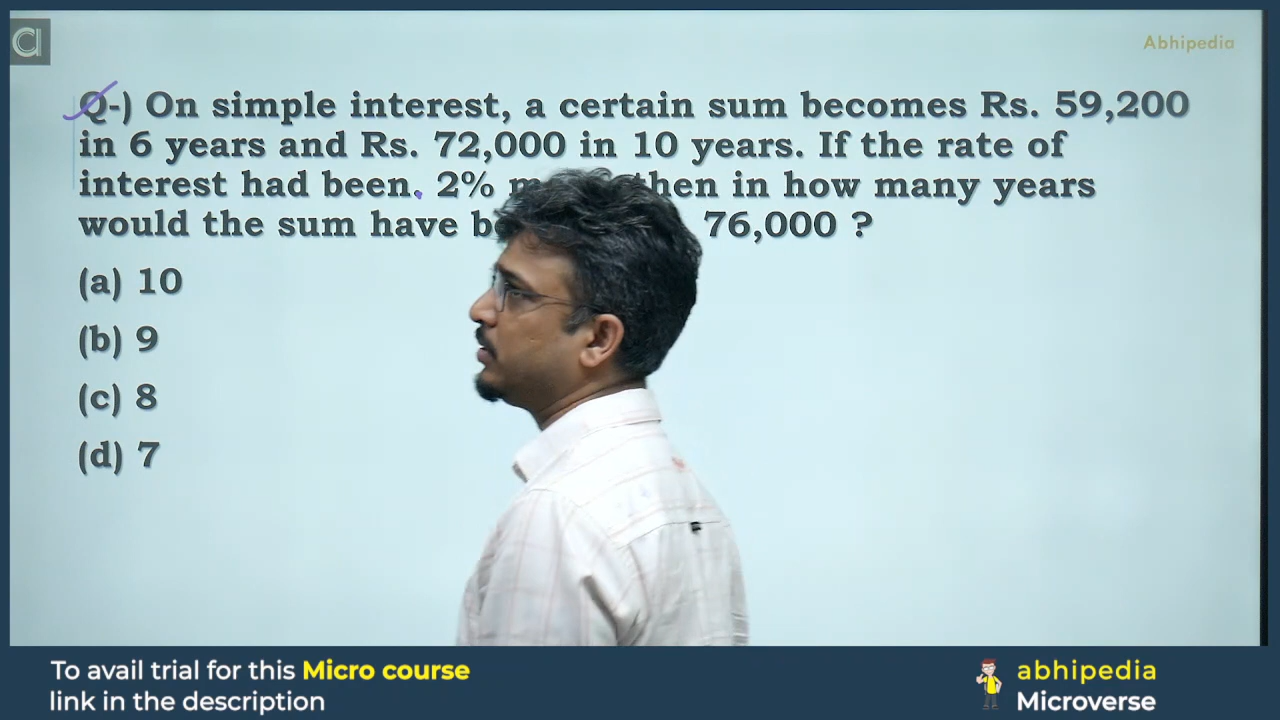 Abhipedia
Q-) On simple interest, a certain sum becomes Rs. 59,200
in 6 years and Rs. 72,000 in 10 years. If the rate of
interest had been. 2% then in how many years
would the sum have 76,000 ?
(a) 10
(b) 9
(c) 8
(d) 7
To avail trial for this Micro course
link in the description
abhipedia
Microverse